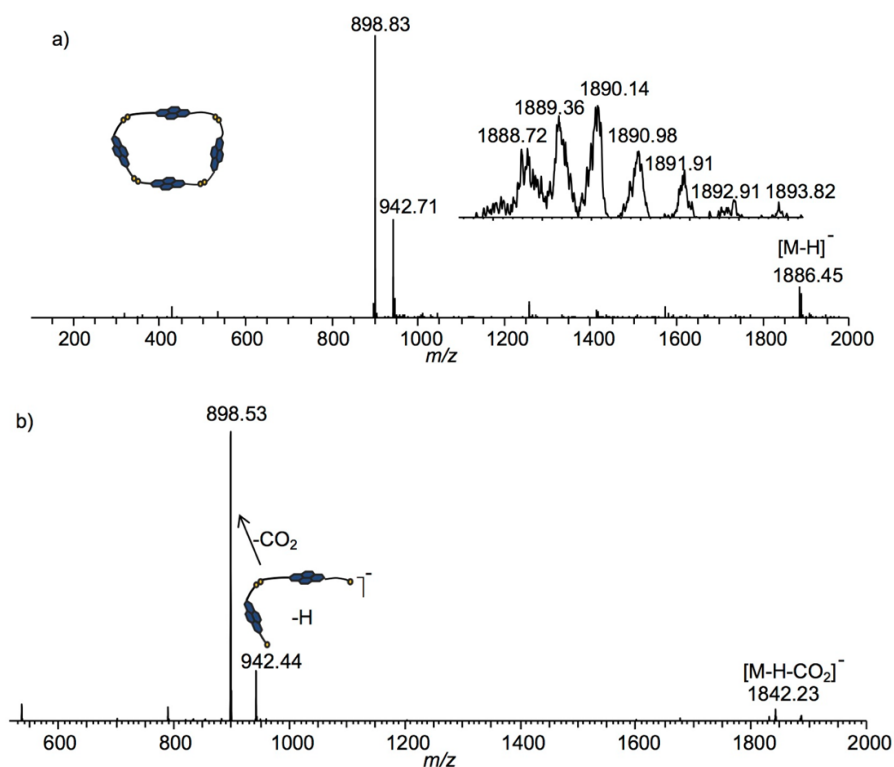 a)
898.83
942.71
1888.72
1889.36
1890.14
1890.98
1891.91
1892.91
1893.82
[M-H]⁻
1886.45
200 400 600 800 1000 1200 1400 1600 1800 2000
m/z
b)
898.53
-CO₂
-H
⁻
942.44
[M-H-CO₂]⁻
1842.23
600 800 1000 1200 1400 1600 1800 2000
m/z